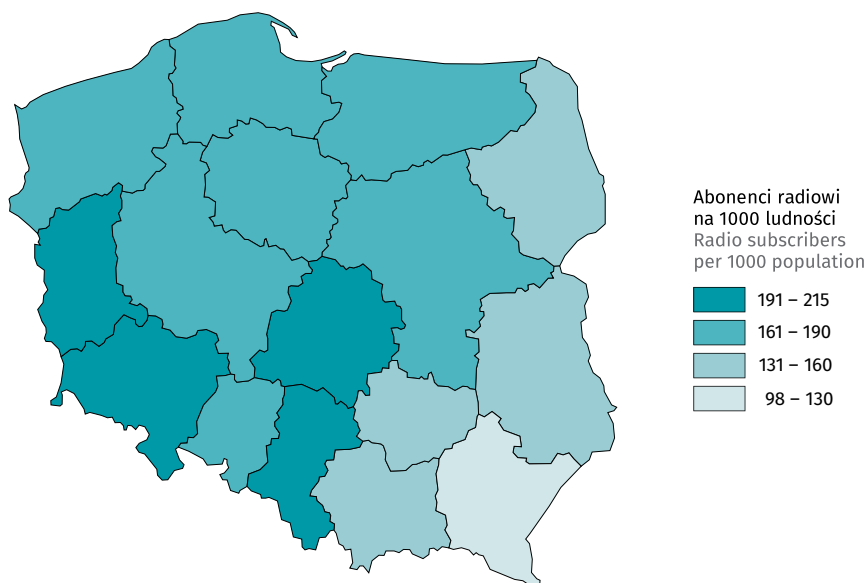 Abonenci radiowi
na 1000 ludności
Radio subscribers
per 1000 population
191 – 215
161 – 190
131 – 160
98 – 130